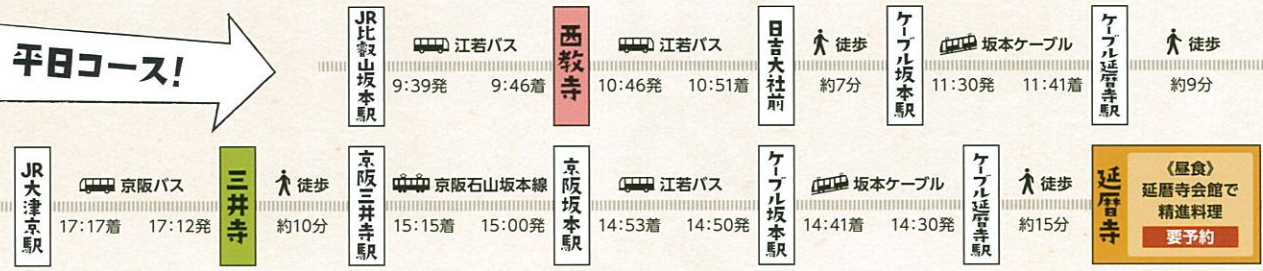 平日コース!
JR比叡山坂本駅
江若バス
9:39発 9:46着
西教寺
江若バス
10:46発 10:51着
日吉大社前
徒歩
約7分
ケーブル坂本駅
坂本ケーブル
11:30発 11:41着
ケーブル延暦寺駅
徒歩
約9分
延暦寺
《昼食》
延暦寺会館で
精進料理
要予約
徒歩
約15分
ケーブル延暦寺駅
坂本ケーブル
14:41着 14:30発
ケーブル坂本駅
江若バス
14:53着 14:50発
京阪坂本駅
京阪石山坂本線
15:15着 15:00発
京阪三井寺駅
徒歩
約10分
三井寺
京阪バス
17:17着 17:12発
JR大津京駅